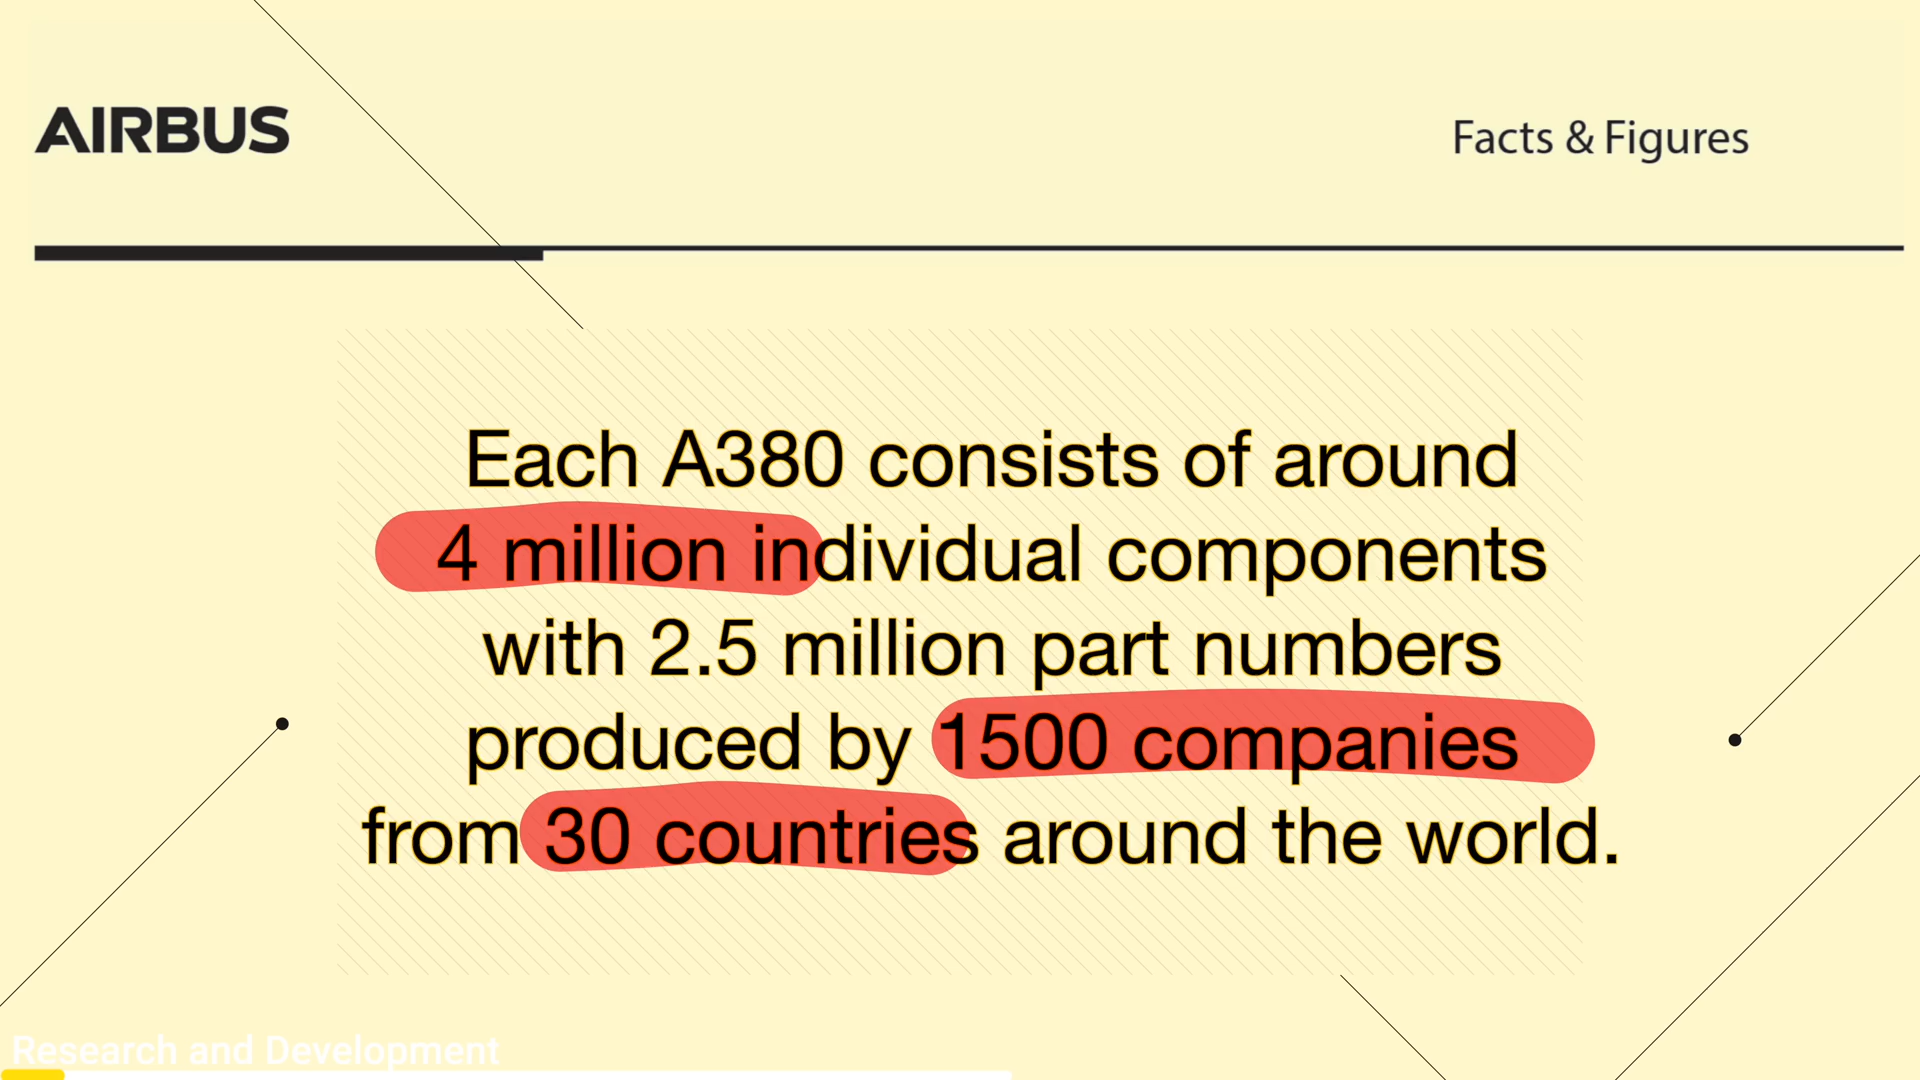 AIRBUS
Facts & Figures
Each A380 consists of around
4 million individual components
with 2.5 million part numbers
produced by 1500 companies
from 30 countries around the world.
Research and Development